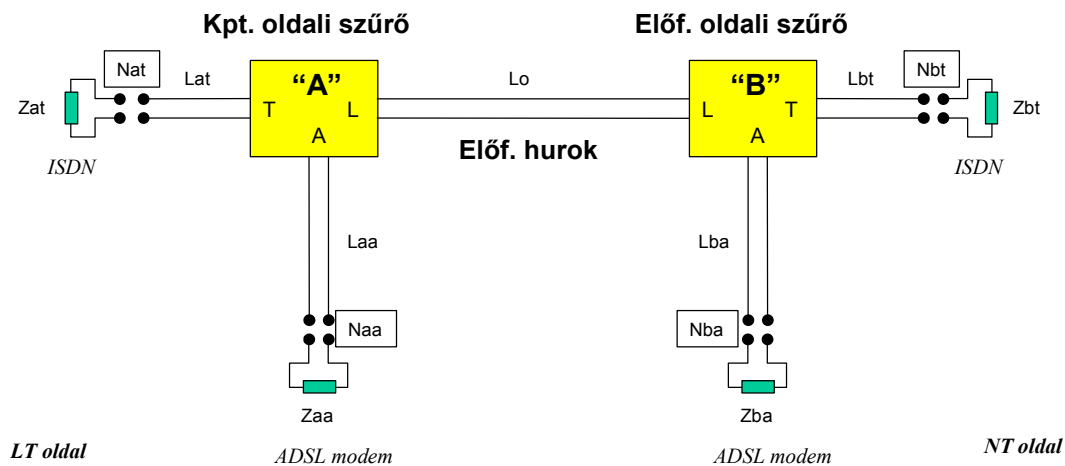 Kpt. oldali szűrő
Előf. oldali szűrő
Nat
Lat
“A”
Lo
“B”
Lbt
Nbt
Zat
T
L
L
T
Zbt
A
A
ISDN
Előf. hurok
ISDN
Laa
Lba
Naa
Nba
Zaa
Zba
LT oldal
ADSL modem
ADSL modem
NT oldal